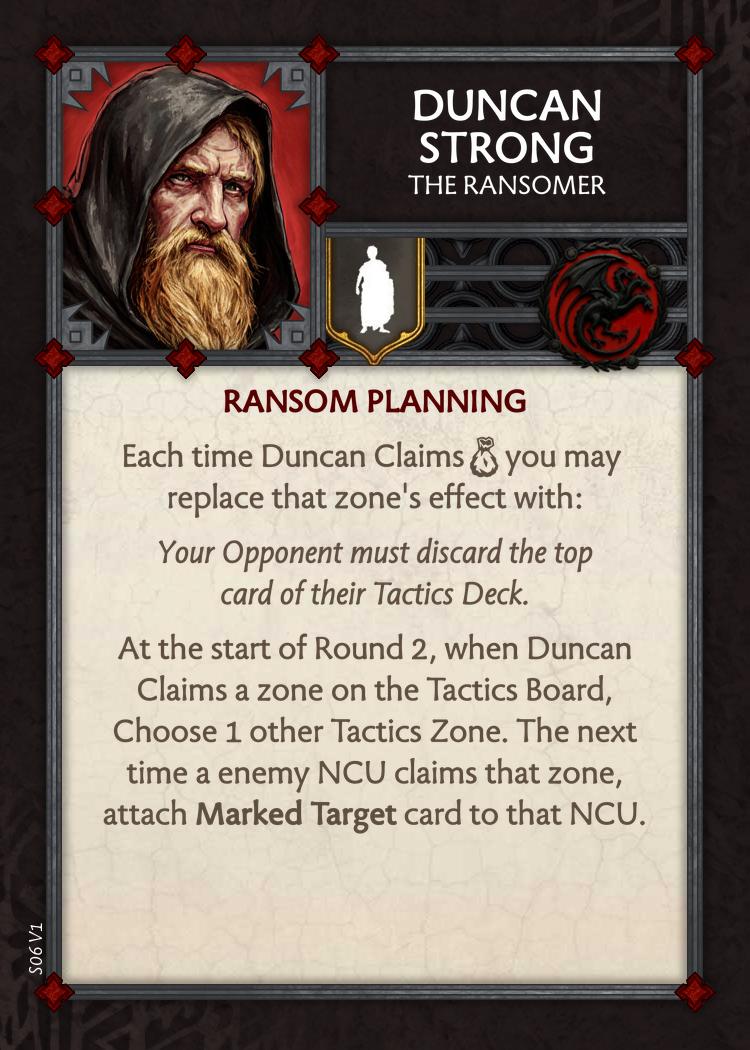 DUNCAN
STRONG
THE RANSOMER
RANSOM PLANNING
Each time Duncan Claims you may
replace that zone's effect with:
Your Opponent must discard the top
card of their Tactics Deck.
At the start of Round 2, when Duncan
Claims a zone on the Tactics Board,
Choose 1 other Tactics Zone. The next
time a enemy NCU claims that zone,
attach Marked Target card to that NCU.
S06 V1